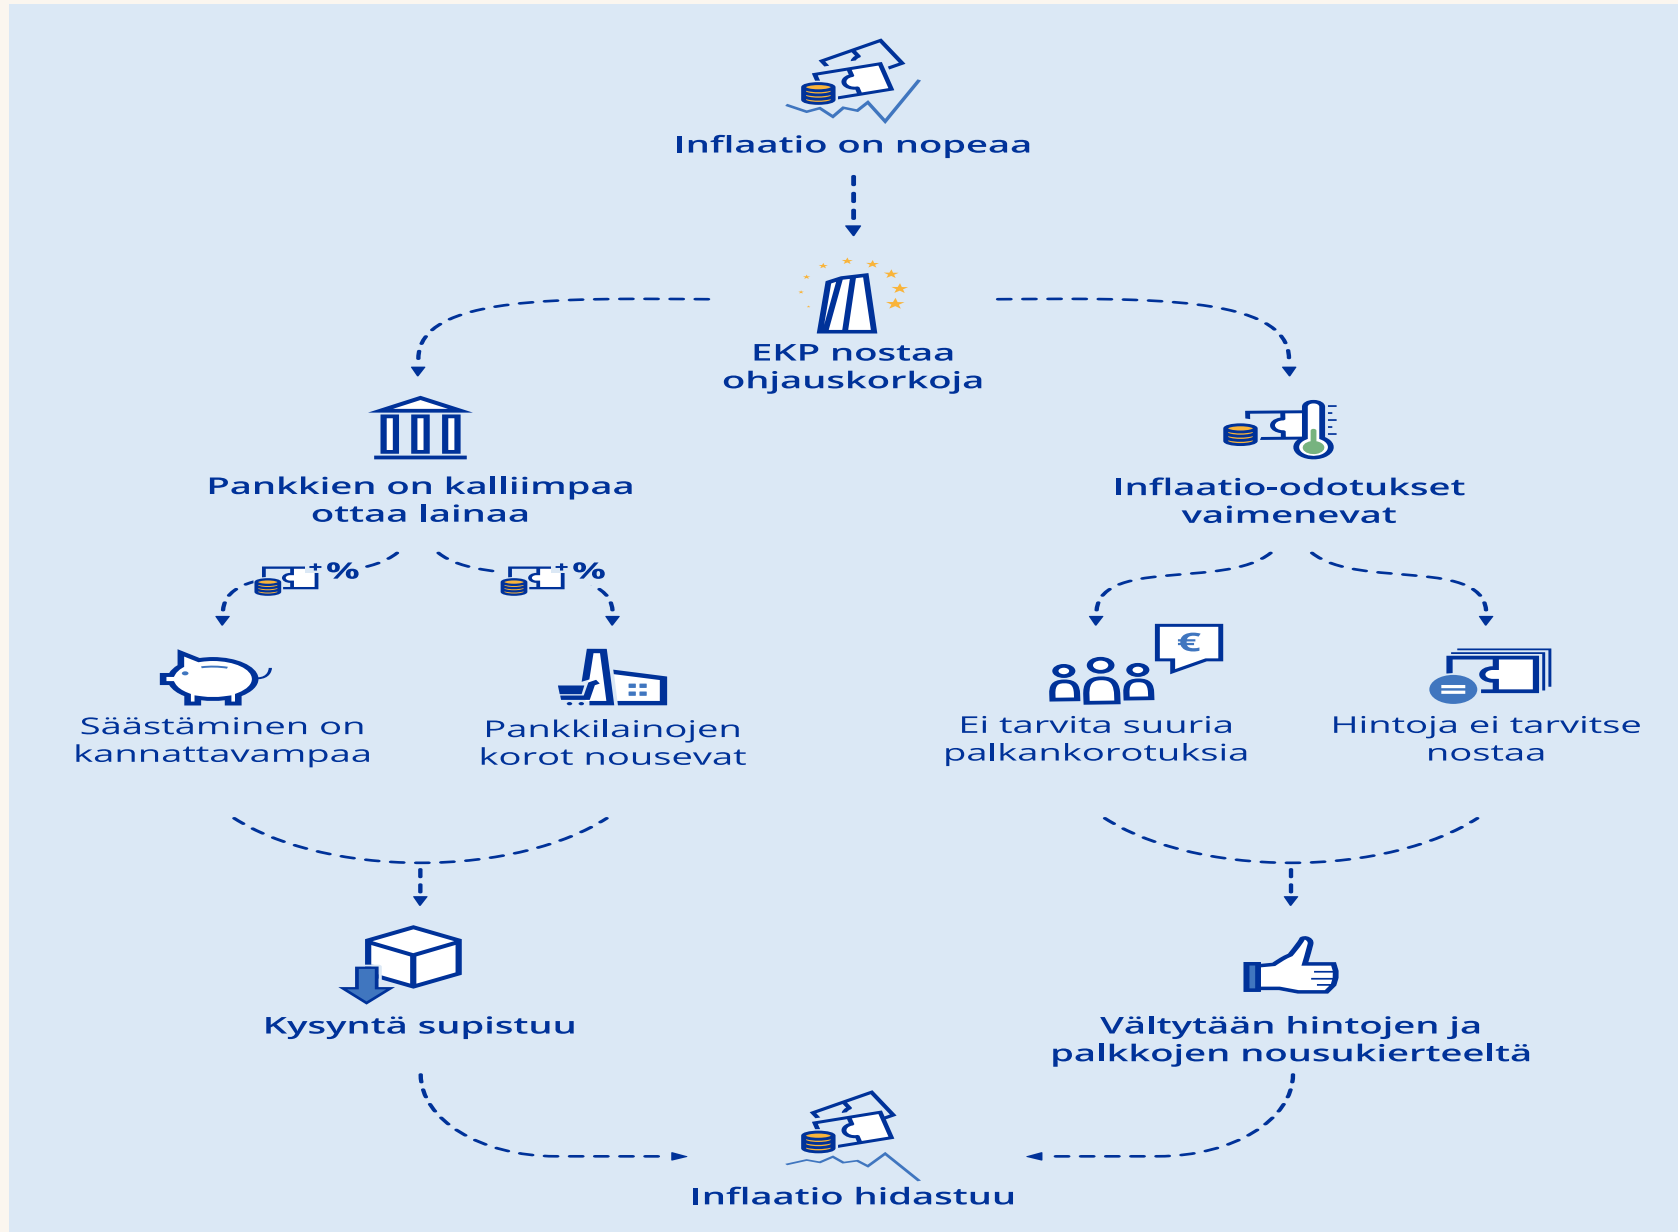 Inflaatio on nopeaa
EKP nostaa
ohjauskorkoja
Pankkien on kalliimpaa
ottaa lainaa
Inflaatio-odotukset
vaimenevat
+%
+%
€
Säästäminen on
kannattavampaa
Pankkilainojen
korot nousevat
Ei tarvita suuria
palkankorotuksia
=
Hintoja ei tarvitse
nostaa
Kysyntä supistuu
Vältytään hintojen ja
palkkojen nousukierteeltä
Inflaatio hidastuu